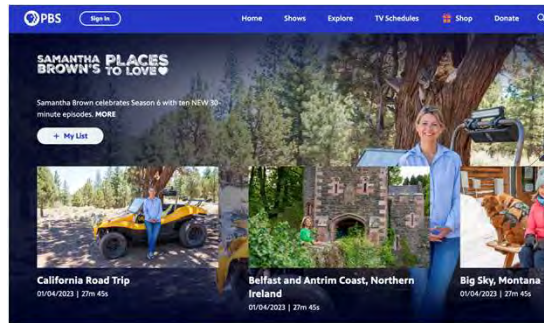 PBS
Sign In
Home
Shows
Explore
TV Schedules
Shop
Donate
SAMANTHA BROWN'S PLACES TO LOVE
Samantha Brown celebrates Season 6 with ten NEW 30-
minute episodes. MORE
+ My List
California Road Trip
01/04/2023 | 27m 45s
Belfast and Antrim Coast, Northern
Ireland
01/04/2023 | 27m 45s
Big Sky, Montana
01/04/2023 | 27m 45s